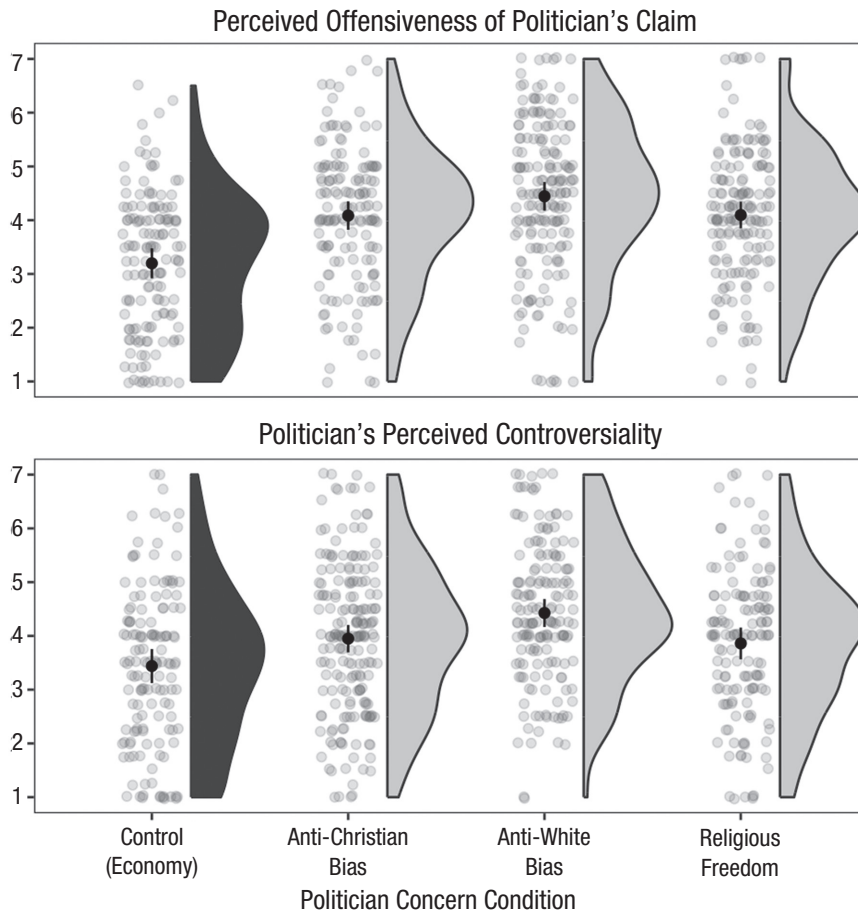 Perceived Offensiveness of Politician's Claim
7
6
5
4
3
2
1
Politician's Perceived Controversiality
7
6
5
4
3
2
1
Control Anti-Christian Anti-White Religious
(Economy) Bias Bias Freedom
Politician Concern Condition